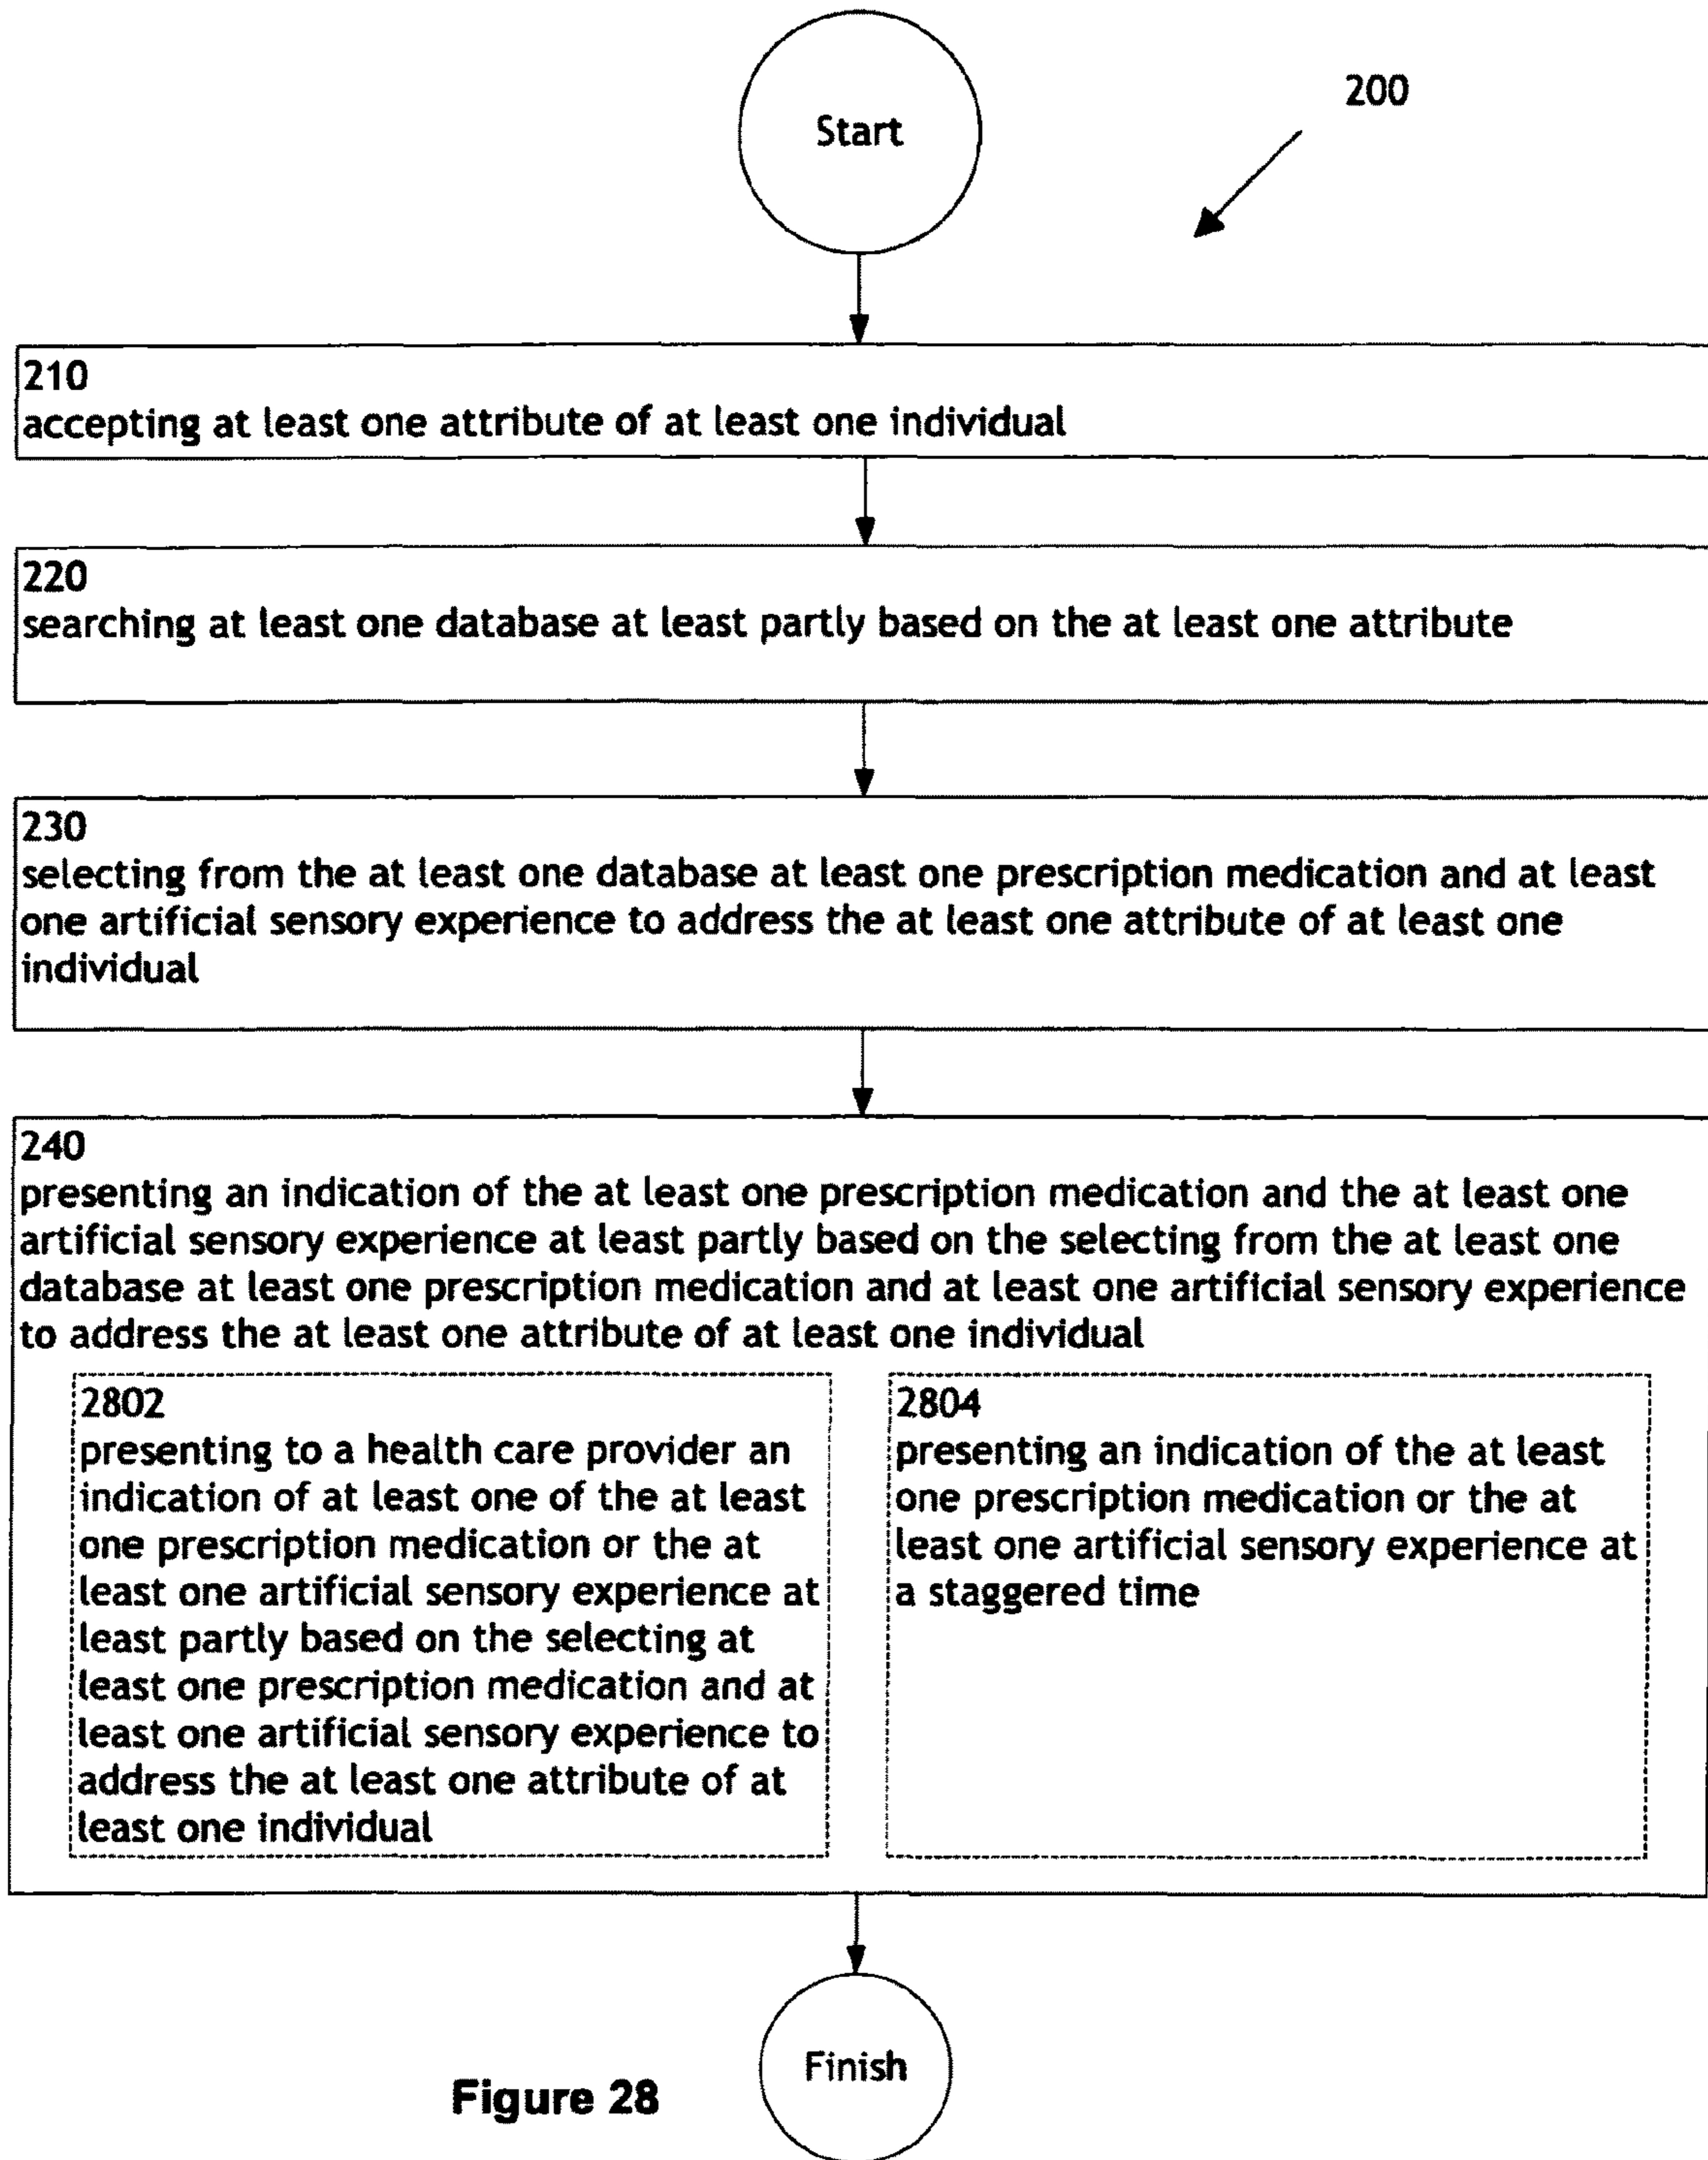 Start
200
210
accepting at least one attribute of at least one individual
220
searching at least one database at least partly based on the at least one attribute
230
selecting from the at least one database at least one prescription medication and at least
one artificial sensory experience to address the at least one attribute of at least one
individual
240
presenting an indication of the at least one prescription medication and the at least one
artificial sensory experience at least partly based on the selecting from the at least one
database at least one prescription medication and at least one artificial sensory experience
to address the at least one attribute of at least one individual
2802
presenting to a health care provider an
indication of at least one of the at least
one prescription medication or the at
least one artificial sensory experience at
least partly based on the selecting at
least one prescription medication and at
least one artificial sensory experience to
address the at least one attribute of at
least one individual
2804
presenting an indication of the at least
one prescription medication or the at
least one artificial sensory experience at
a staggered time
Finish
Figure 28